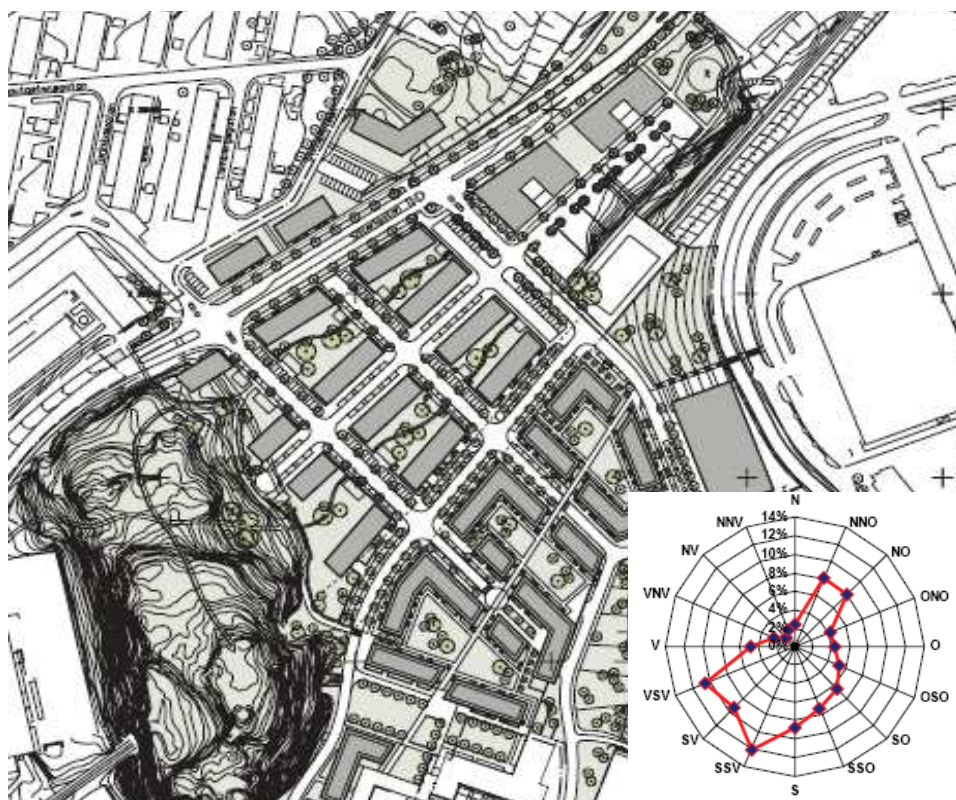 N
NNV
14%
NNO
12%
NV
10%
NO
8%
6%
VNV
4%
ONO
2%
0%
V
O
VSV
OSO
SV
SO
SSV
SSO
S